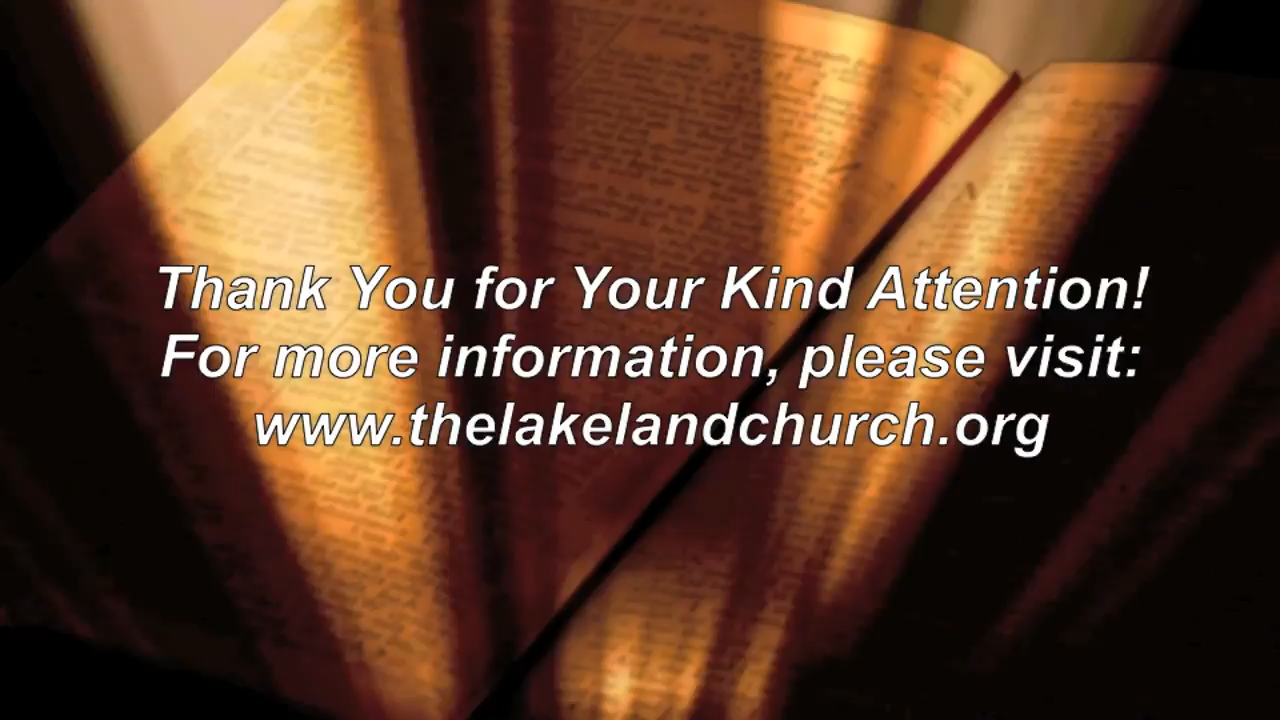 Thank You for Your Kind Attention!
For more information, please visit:
www.thelakelandchurch.org